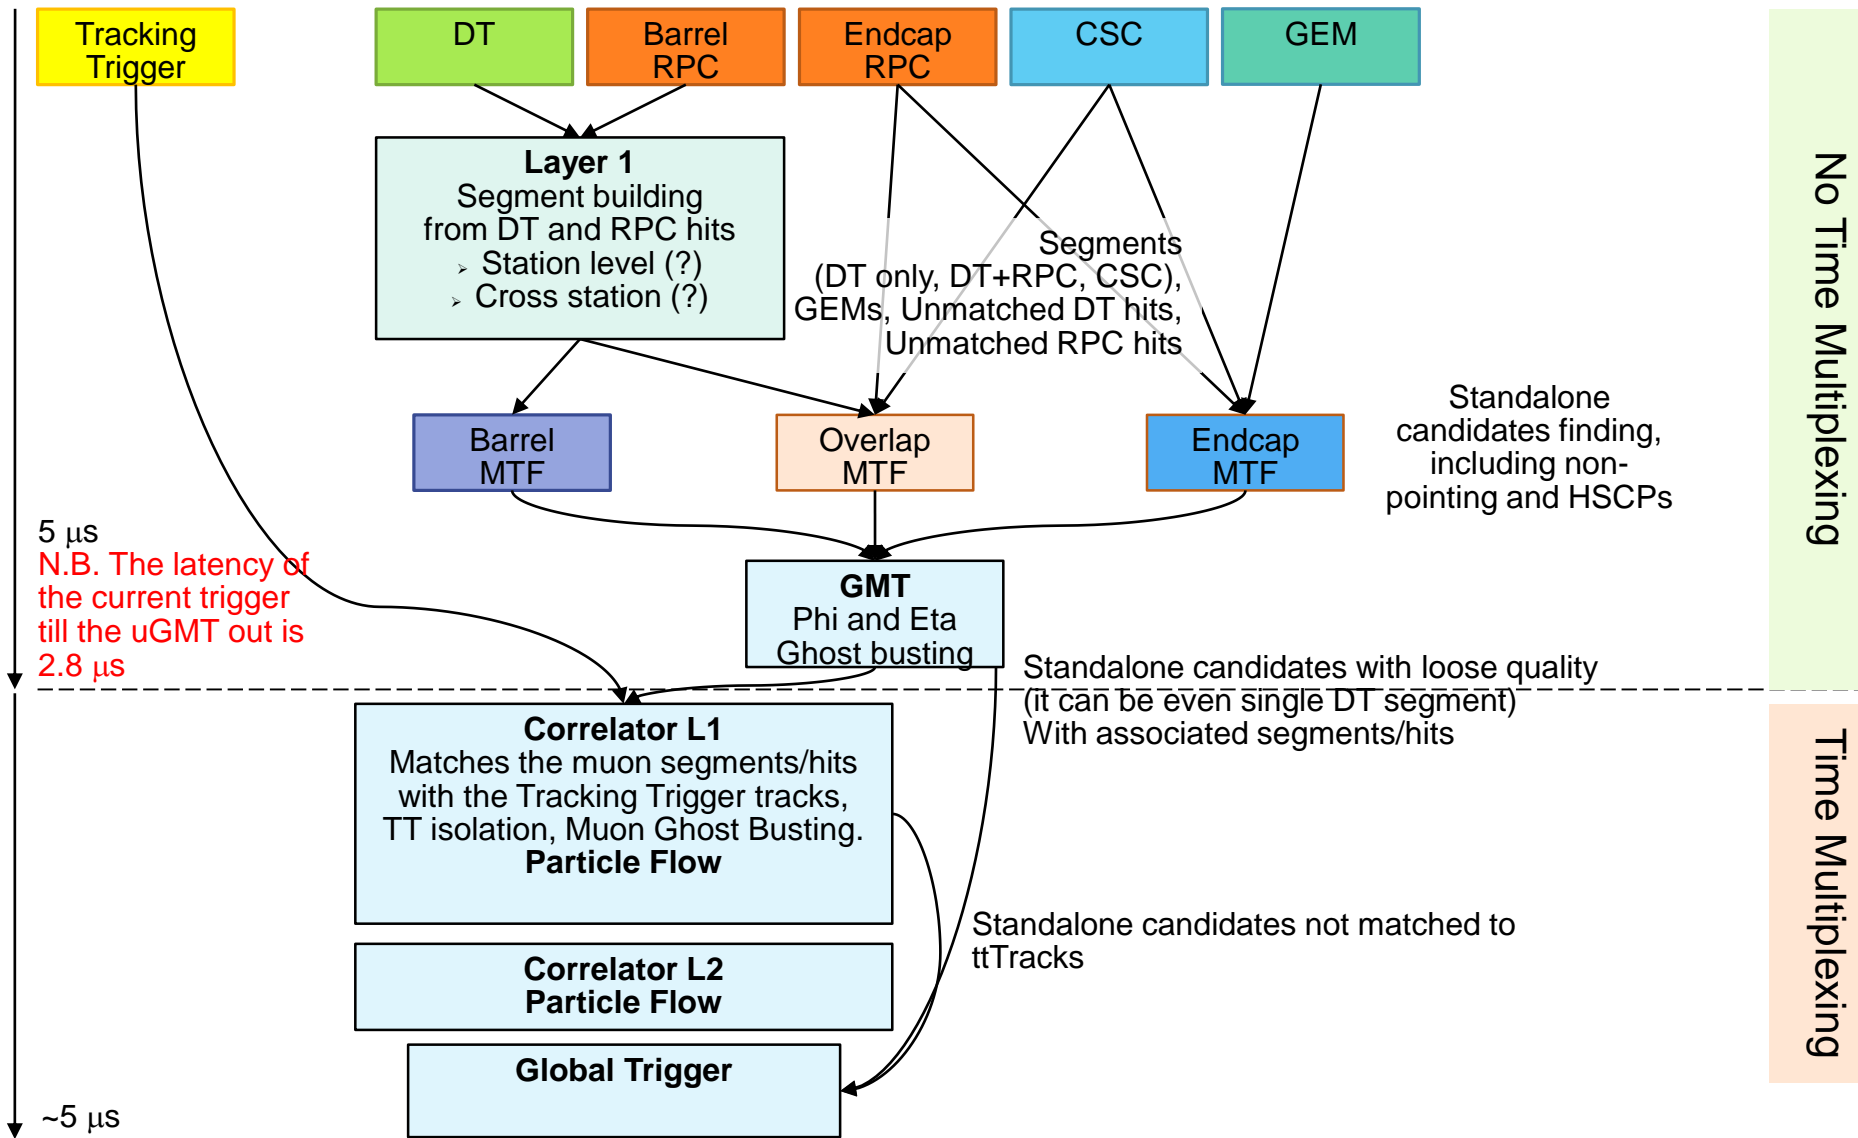 Tracking
Trigger
DT
Barrel
RPC
Endcap
RPC
CSC
GEM
Layer 1
Segment building
from DT and RPC hits
➢ Station level (?)
➢ Cross station (?)
Segments
(DT only, DT+RPC, CSC),
GEMs, Unmatched DT hits,
Unmatched RPC hits
No Time Multiplexing
Barrel
MTF
Overlap
MTF
Endcap
MTF
Standalone
candidates finding,
including non-
pointing and HSCPs
5 μs
N.B. The latency of
the current trigger
till the uGMT out is
2.8 μs
GMT
Phi and Eta
Ghost busting
Standalone candidates with loose quality
(it can be even single DT segment)
With associated segments/hits
Correlator L1
Matches the muon segments/hits
with the Tracking Trigger tracks,
TT isolation, Muon Ghost Busting.
Particle Flow
Time Multiplexing
Standalone candidates not matched to
ttTracks
Correlator L2
Particle Flow
Global Trigger
~5 μs